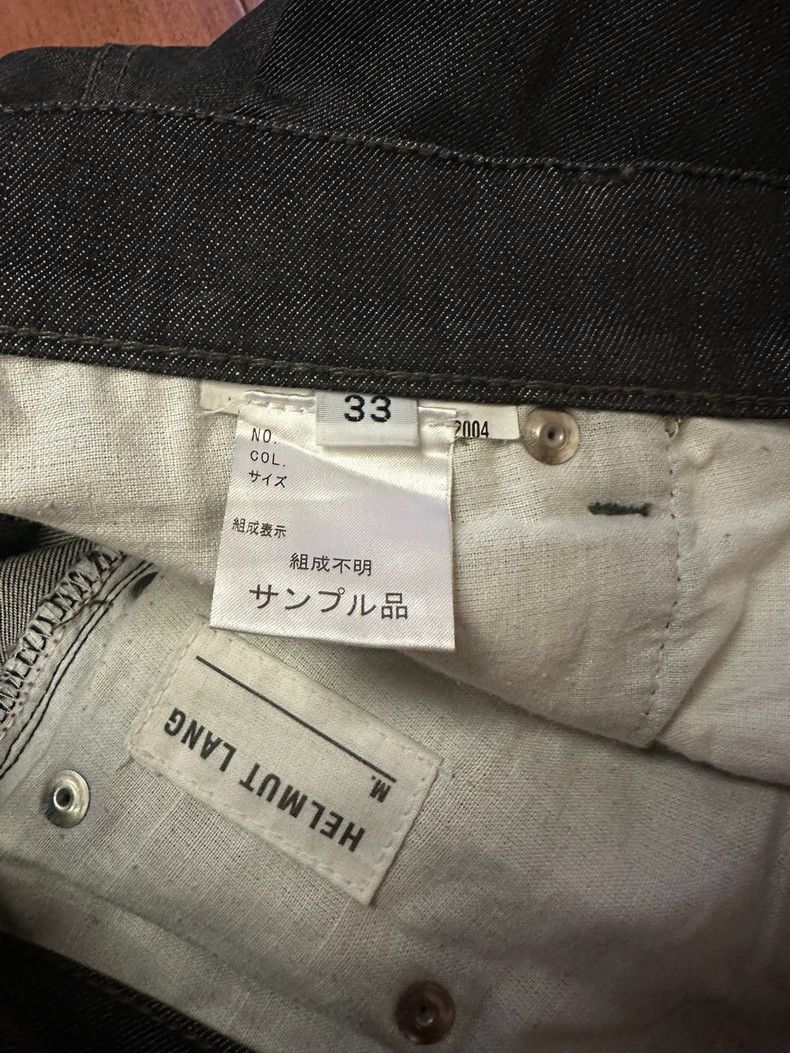 33
2004
NO.
COL.
サイズ
組成表示
組成不明
サンプル品
HELMUT LANG
M.